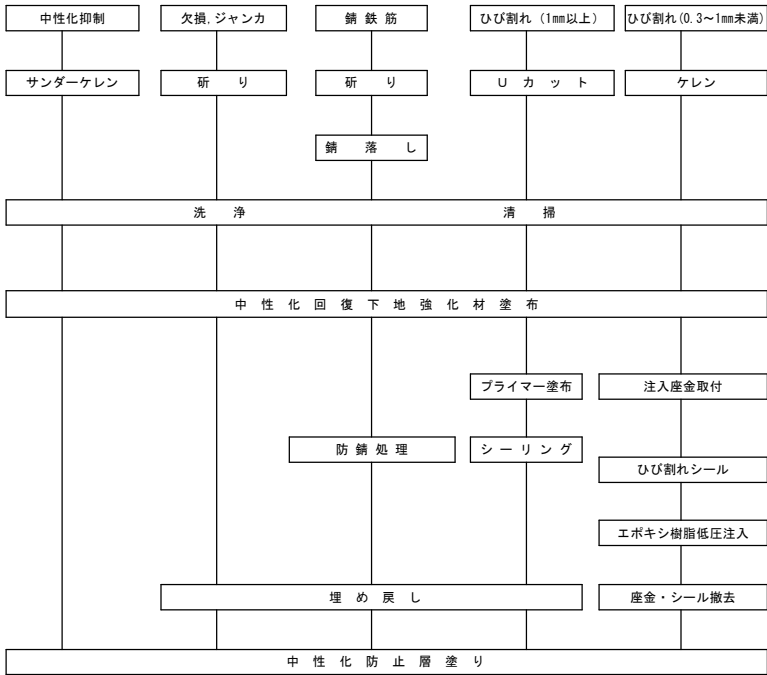 中性化抑制
欠損,ジャンカ
錆鉄筋
ひび割れ（1㎜以上）
ひび割れ(0.3～1㎜未満)
サンダーケレン
斫り
斫り
Uカット
ケレン
錆落し
洗浄 清掃
中性化回復下地強化材塗布
プライマー塗布
注入座金取付
防錆処理
シーリング
ひび割れシール
エポキシ樹脂低圧注入
埋め戻し
座金・シール撤去
中性化防止層塗り